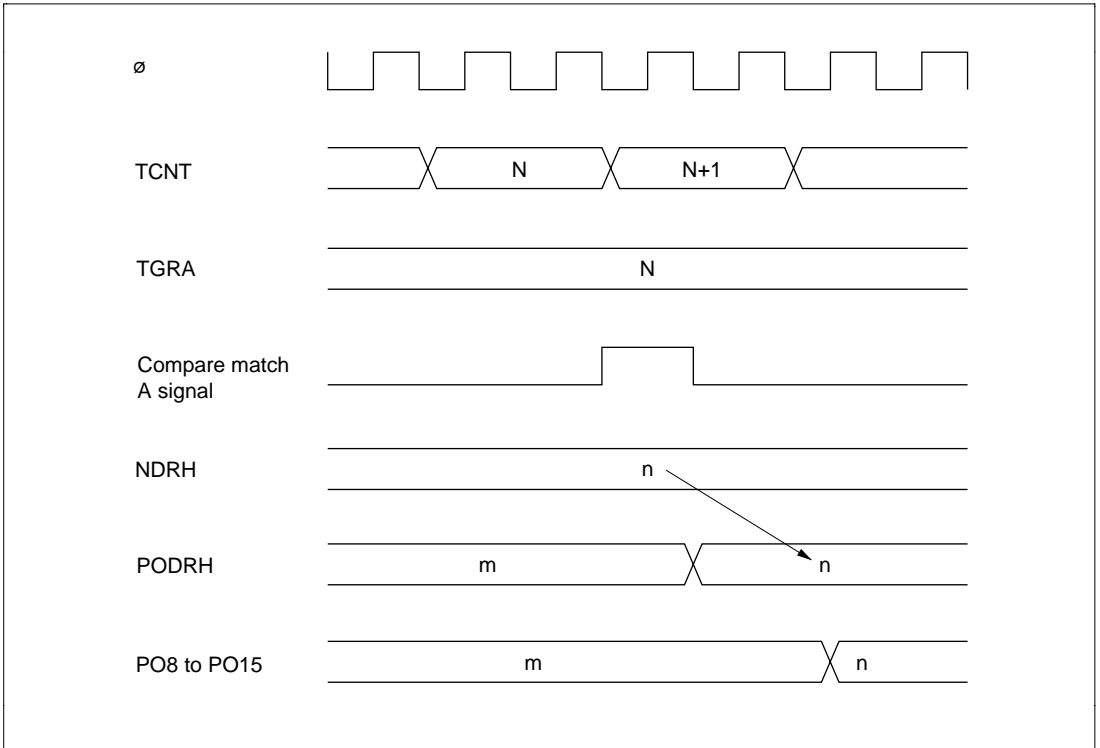 ø
TCNT N N+1
TGRA N
Compare match
A signal
NDRH n
PODRH m n
PO8 to PO15 m n